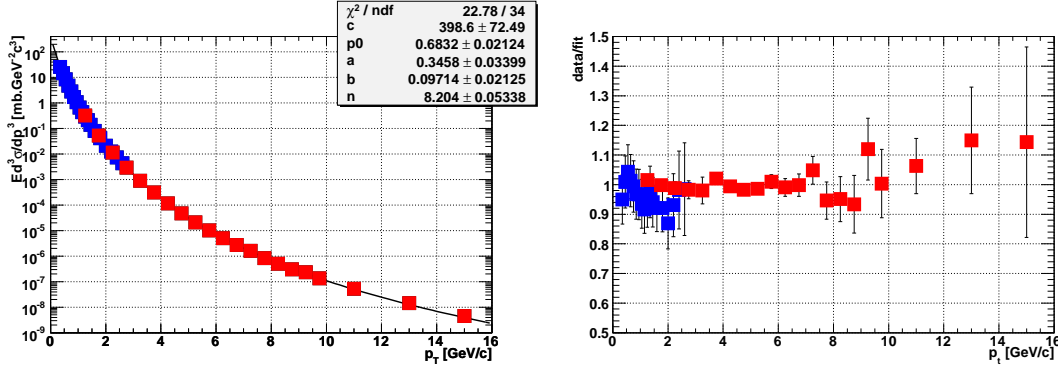 χ² / ndf 22.78 / 34
c 398.6 ± 72.49
p0 0.6832 ± 0.02124
a 0.3458 ± 0.03399
b 0.09714 ± 0.02125
n 8.204 ± 0.05338
Ed³σ/dp³ [mb.GeV⁻²c³]
10²
10
1
10⁻¹
10⁻²
10⁻³
10⁻⁴
10⁻⁵
10⁻⁶
10⁻⁷
10⁻⁸
10⁻⁹
0 2 4 6 8 10 12 14 16
p_T [GeV/c]
data/fit
1.5
1.4
1.3
1.2
1.1
1.0
0.9
0.8
0.7
0.6
0.5
0 2 4 6 8 10 12 14 16
p_t [GeV/c]